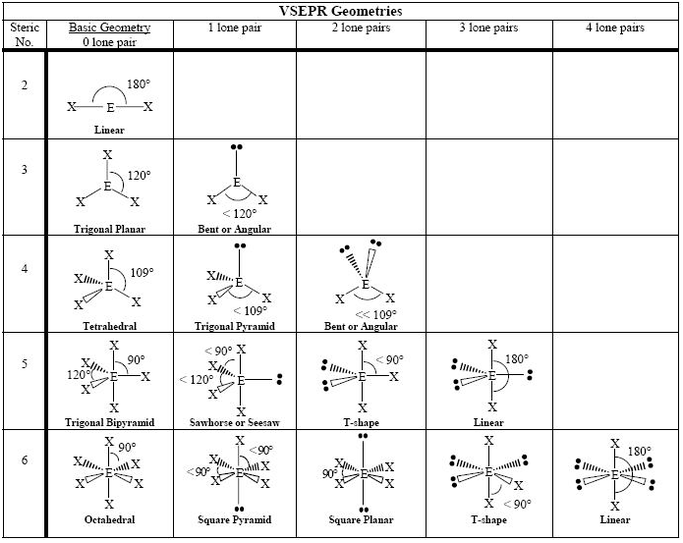 VSEPR Geometries
Steric No. Basic Geometry 0 lone pair 1 lone pair 2 lone pairs 3 lone pairs 4 lone pairs
2
180°
X E X
Linear
3
X
120°
E
X X
Trigonal Planar
E
X X
< 120°
Bent or Angular
4
X
X 109°
E
X X
Tetrahedral
X E
X X
< 109°
Trigonal Pyramid
E
X X
<< 109°
Bent or Angular
5
X
X 90°
120° E X
X
X
Trigonal Bipyramid
< 90° X
X
< 120° E
X
X
Sawhorse or Seesaw
X
< 90°
E X
X
T-shape
X
180°
E
X
Linear
6
X
90°
X X
E
X X
X
Octahedral
X
<90°
X X
<90° E
X X
Square Pyramid
X X
90° E
X X
Square Planar
X
E
X
X
< 90°
T-shape
X
180°
E
X
Linear